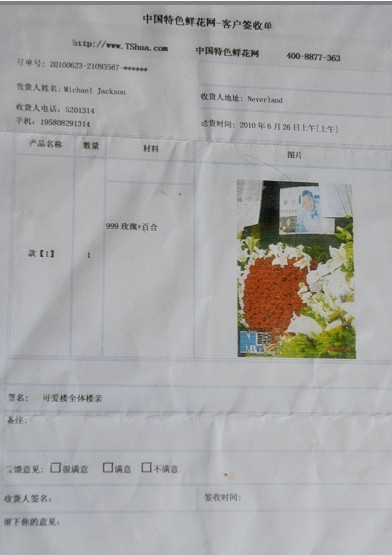 中国特色鲜花网-客户签收单
http://www.TShua.com 中国特色鲜花网 400-8877-363
订单号: 2Q100623-21093567-******
收货人姓名: Michael Jackson 收货人地址: Neverland
收货人电话: 5201314
手机: 195808291314 送货时间: 2010 年 6 月 26 日上午[上午]
产品名称 数量 材料 图片
999 玫瑰+百合
款【1】 1
NEWS
签名: 可爱楼全体楼亲
备注:
反馈意见: 很满意 满意 不满意
收货人签名: 签收时间:
留下你的意见: